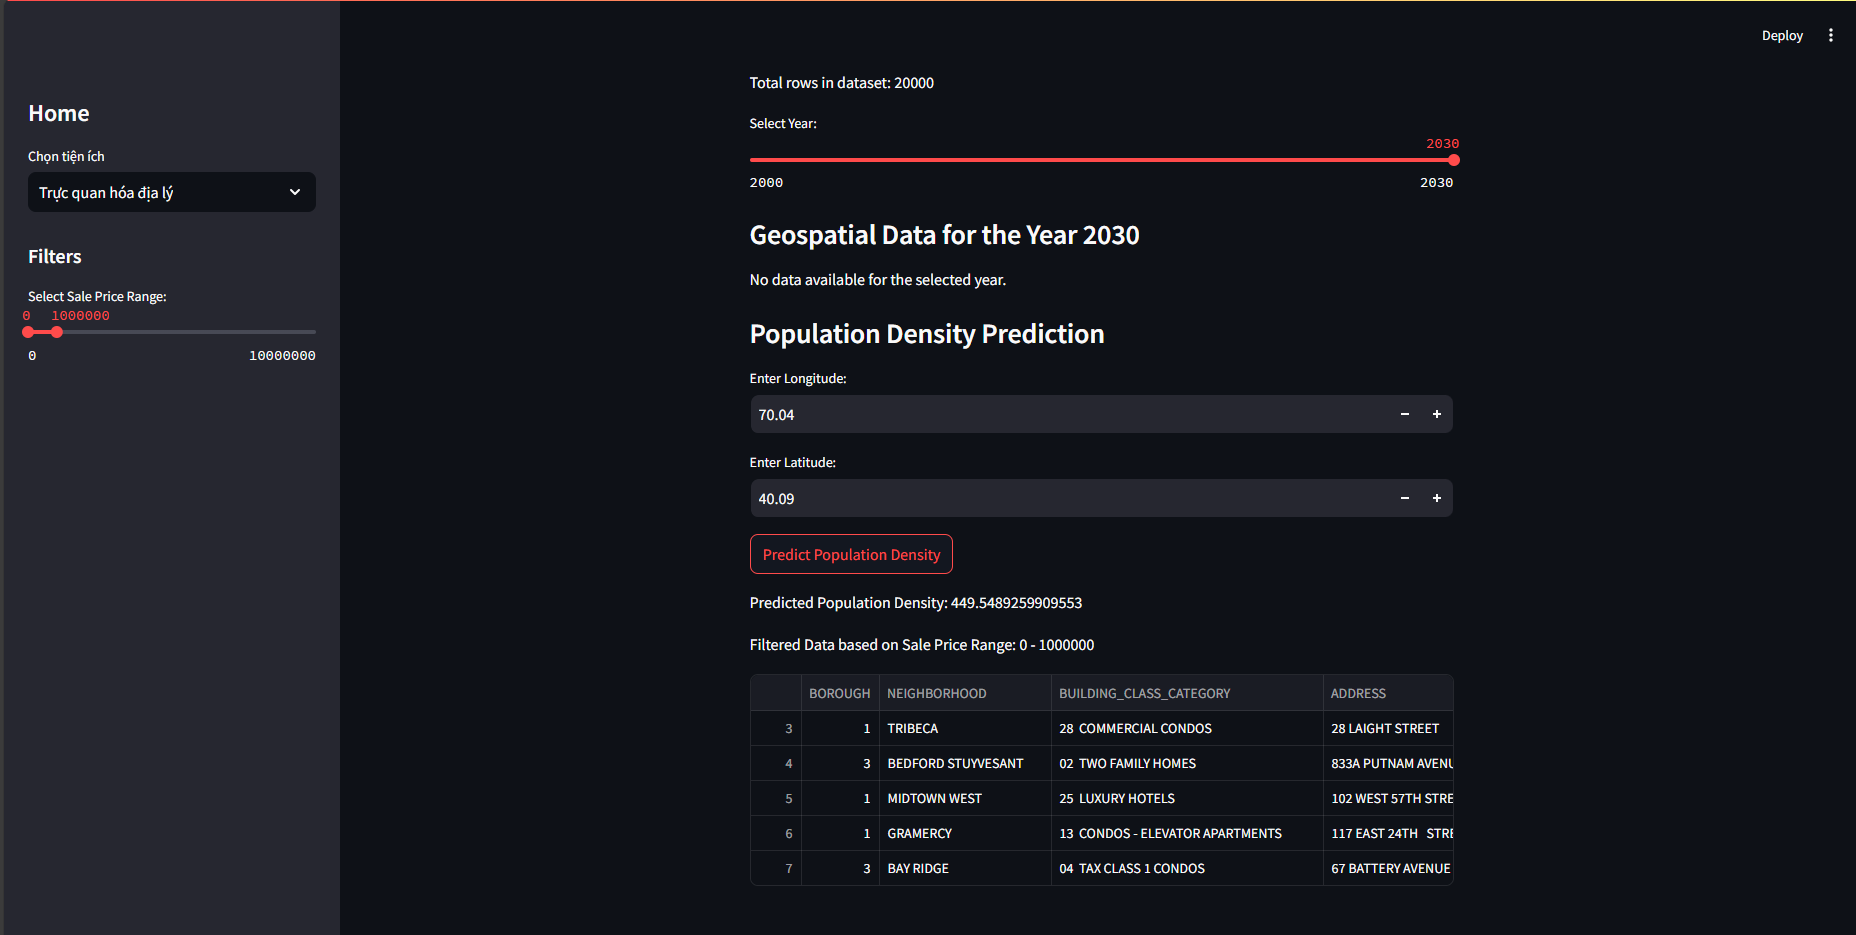 Deploy
Home
Chọn tiện ích
Trực quan hóa địa lý
Filters
Select Sale Price Range:
0 1000000
0 10000000
Total rows in dataset: 20000
Select Year:
2030
2000 2030
Geospatial Data for the Year 2030
No data available for the selected year.
Population Density Prediction
Enter Longitude:
70.04
Enter Latitude:
40.09
Predict Population Density
Predicted Population Density: 449.5489259909553
Filtered Data based on Sale Price Range: 0 - 1000000
BOROUGH NEIGHBORHOOD BUILDING_CLASS_CATEGORY ADDRESS
3 1 TRIBECA 28 COMMERCIAL CONDOS 28 LAIGHT STREET
4 3 BEDFORD STUYVESANT 02 TWO FAMILY HOMES 833A PUTNAM AVENU
5 1 MIDTOWN WEST 25 LUXURY HOTELS 102 WEST 57TH STRE
6 1 GRAMERCY 13 CONDOS - ELEVATOR APARTMENTS 117 EAST 24TH STRE
7 3 BAY RIDGE 04 TAX CLASS 1 CONDOS 67 BATTERY AVENUE